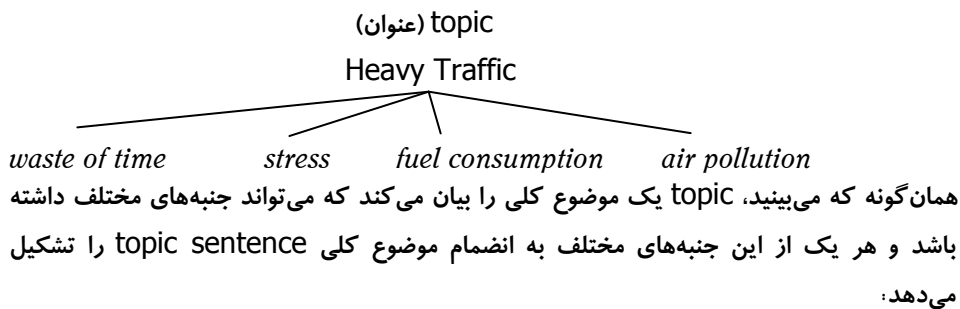 topic (عنوان)
Heavy Traffic
waste of time stress fuel consumption air pollution
همان‌گونه که می‌بینید، topic یک موضوع کلی را بیان می‌کند که می‌تواند جنبه‌های مختلف داشته
باشد و هر یک از این جنبه‌های مختلف به انضمام موضوع کلی topic sentence را تشکیل
می‌دهد: